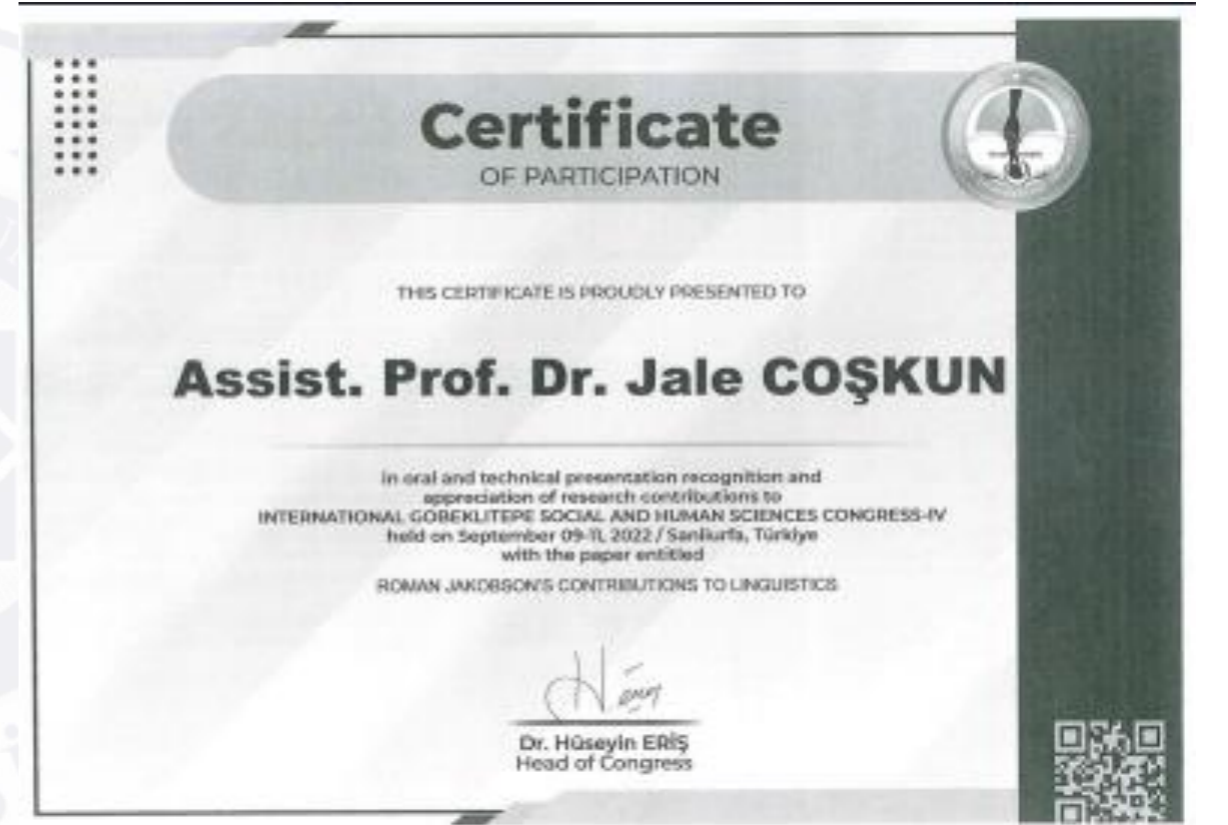 Certificate
OF PARTICIPATION
THIS CERTIFICATE IS PROUDLY PRESENTED TO
Assist. Prof. Dr. Jale COŞKUN
in oral and technical presentation recognition and
appreciation of research contributions to
INTERNATIONAL GOBEKLITEPE SOCIAL AND HUMAN SCIENCES CONGRESS-IV
held on September 09-11, 2022 / Sanliurfa, Türkiye
with the paper entitled
ROMAN JAKOBSON'S CONTRIBUTIONS TO LINGUISTICS
Dr. Hüseyin ERİŞ
Head of Congress